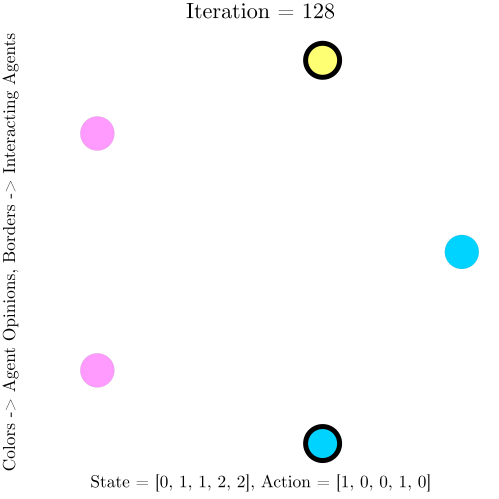 Iteration = 128
Colors -> Agent Opinions, Borders -> Interacting Agents
State = [0, 1, 1, 2, 2], Action = [1, 0, 0, 1, 0]